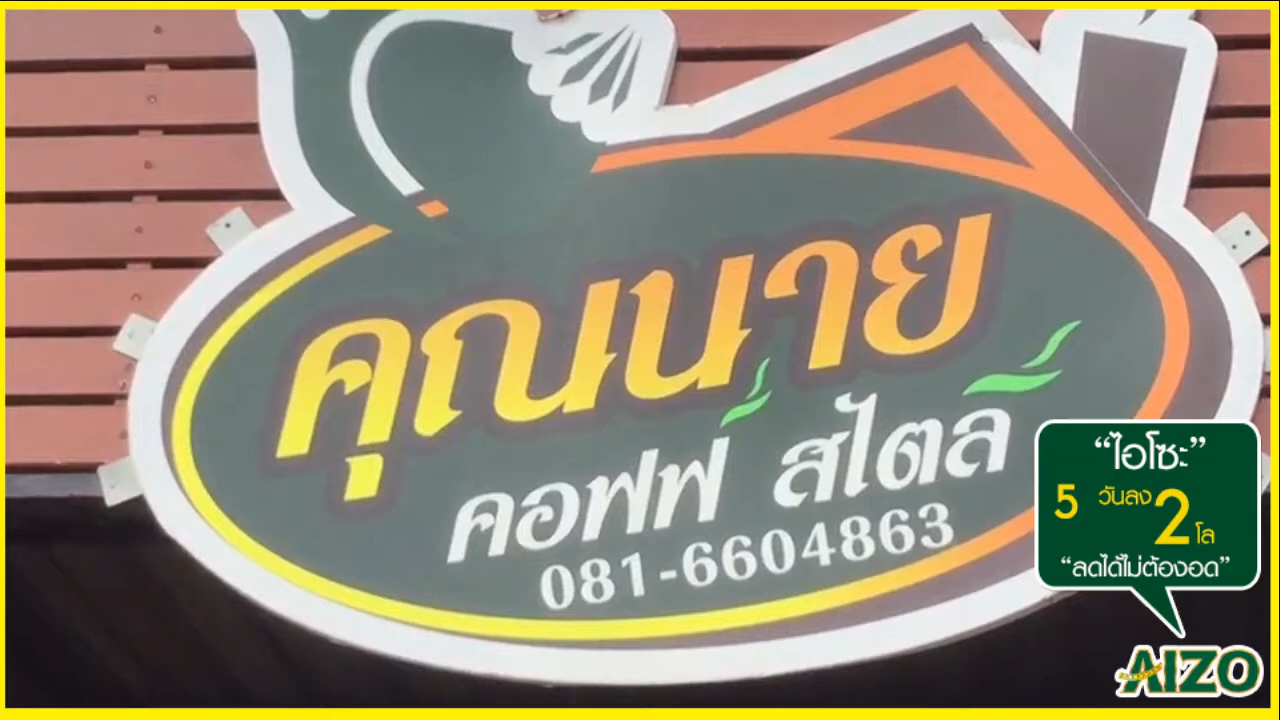 คุณนาย
คอฟฟี่ สไตล์
081-6604863
“ไอโซะ”
5 วันลง 2 โล
“ลดได้ไม่ต้องอด”
AIZO